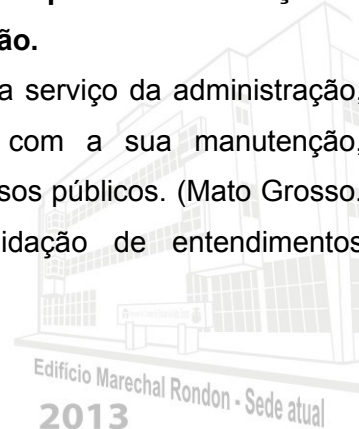 ão.
a serviço da administração,
com a sua manutenção,
sos públicos. (Mato Grosso.
idação de entendimentos
Edifício Marechal Rondon - Sede atual
2013